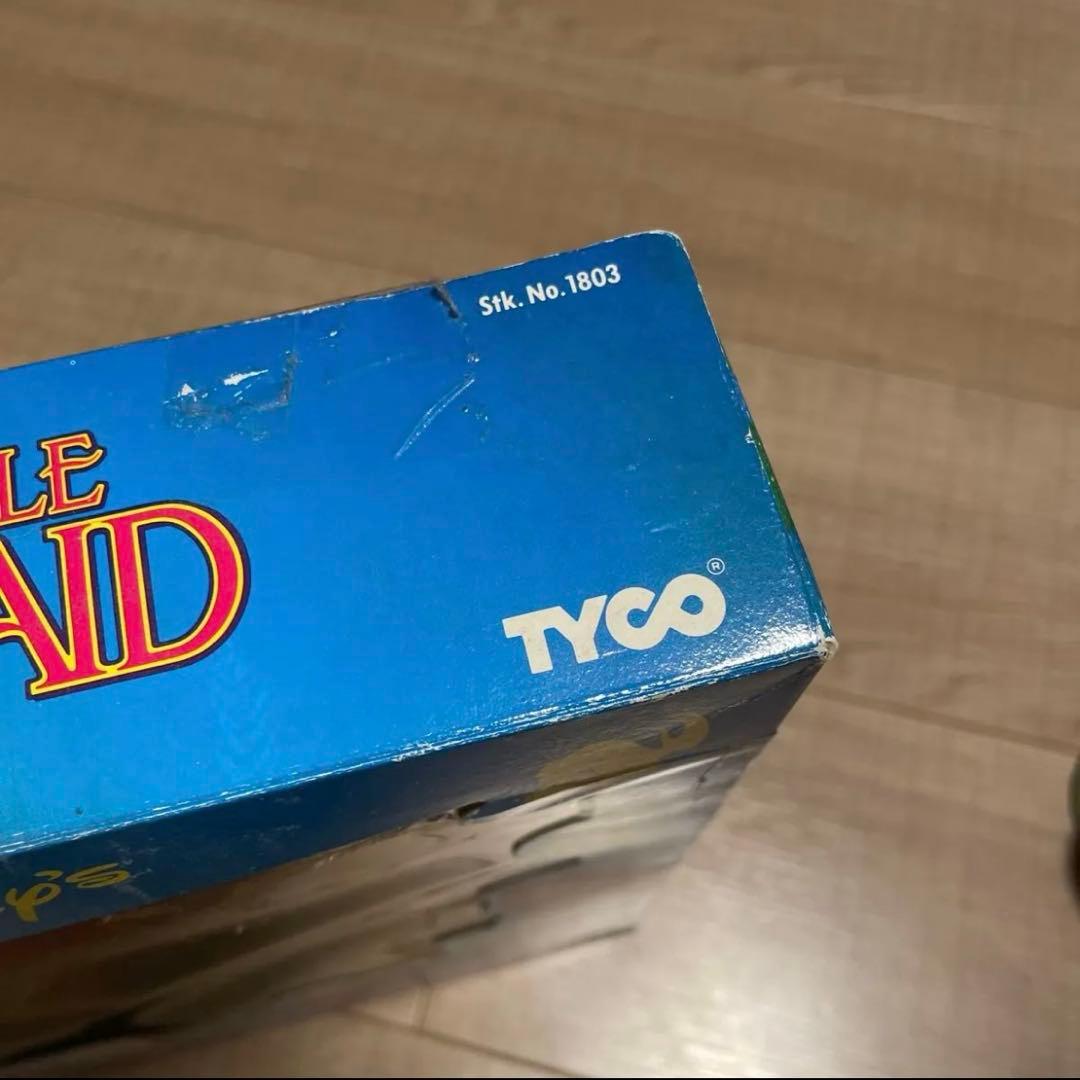 Stk. No. 1803
LE
AID
TYCO®
p's